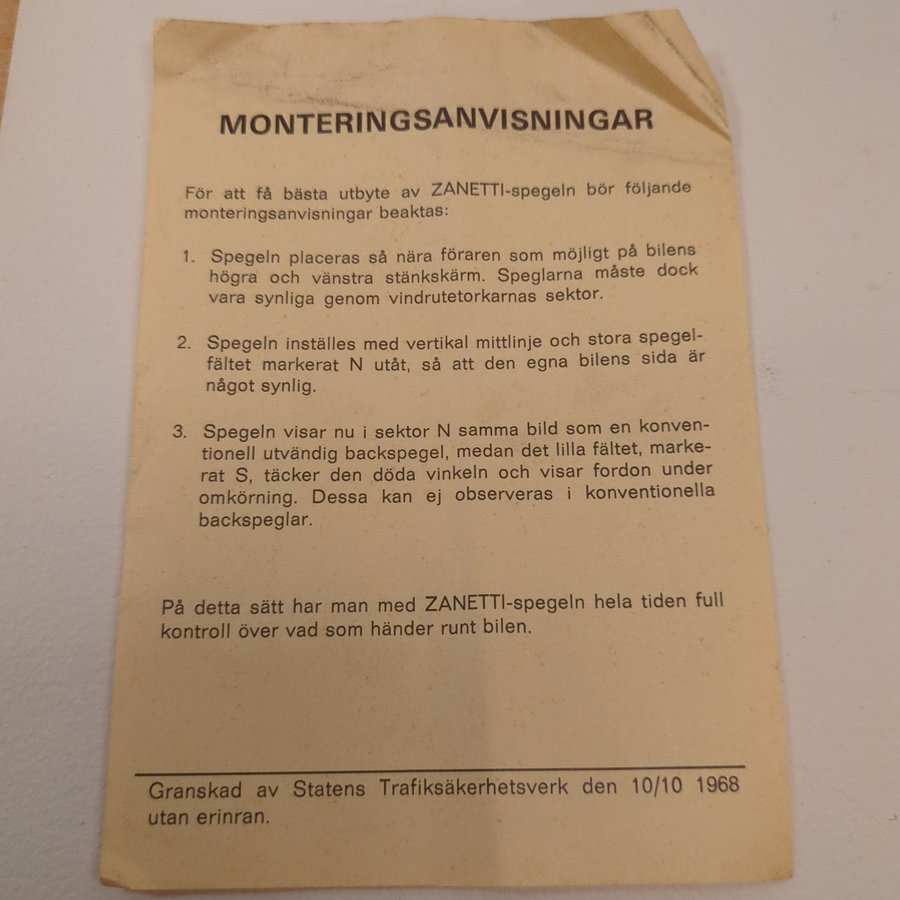 MONTERINGSANVISNINGAR
För att få bästa utbyte av ZANETTI-spegeln bör följande
monteringsanvisningar beaktas:
1. Spegeln placeras så nära föraren som möjligt på bilens
högra och vänstra stänkskärm. Speglarna måste dock
vara synliga genom vindrutetorkarnas sektor.
2. Spegeln inställes med vertikal mittlinje och stora spegel-
fältet markerat N utåt, så att den egna bilens sida är
något synlig.
3. Spegeln visar nu i sektor N samma bild som en konven-
tionell utvändig backspegel, medan det lilla fältet, marke-
rat S, täcker den döda vinkeln och visar fordon under
omkörning. Dessa kan ej observeras i konventionella
backspeglar.
På detta sätt har man med ZANETTI-spegeln hela tiden full
kontroll över vad som händer runt bilen.
Granskad av Statens Trafiksäkerhetsverk den 10/10 1968
utan erinran.